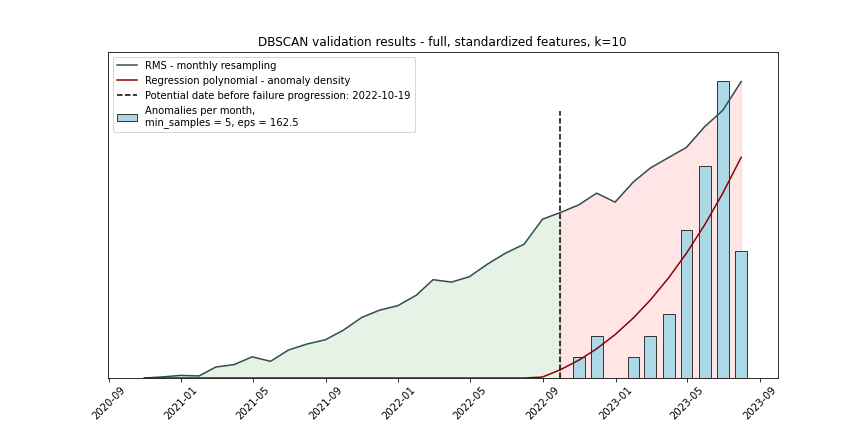 DBSCAN validation results - full, standardized features, k=10
RMS - monthly resampling
Regression polynomial - anomaly density
Potential date before failure progression: 2022-10-19
Anomalies per month,
min_samples = 5, eps = 162.5
2020-09
2021-01
2021-05
2021-09
2022-01
2022-05
2022-09
2023-01
2023-05
2023-09